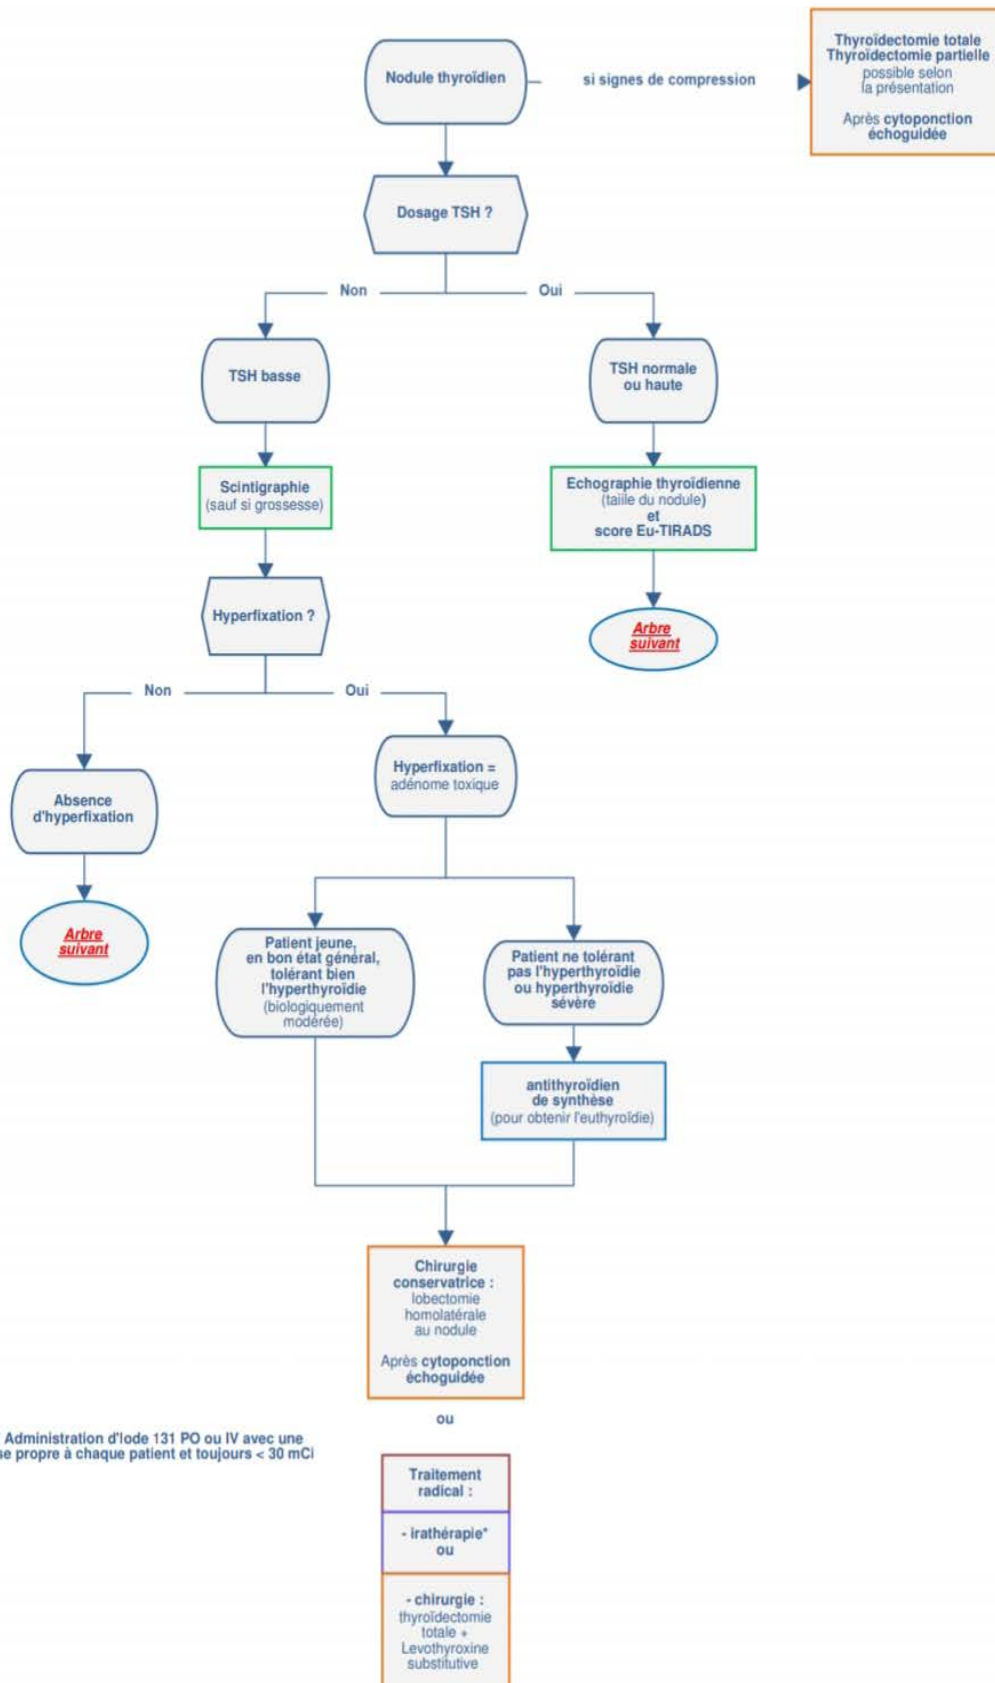 Nodule thyroïdien
si signes de compression
Thyroïdectomie totale
Thyroïdectomie partielle
possible selon
la présentation
Après cytoponction
échoguidée
Dosage TSH ?
Non
Oui
TSH basse
TSH normale
ou haute
Scintigraphie
(sauf si grossesse)
Echographie thyroïdienne
(taiile du nodule)
et
score Eu-TIRADS
Hyperfixation ?
Arbre
suivant
Non
Oui
Absence
d'hyperfixation
Hyperfixation =
adénome toxique
Arbre
suivant
Patient jeune,
en bon état général,
tolérant bien
l'hyperthyroïdie
(biologiquement
modérée)
Patient ne tolérant
pas l'hyperthyroïdie
ou hyperthyroïdie
sévère
antithyroïdien
de synthèse
(pour obtenir l'euthyroïdie)
Chirurgie
conservatrice :
lobectomie
homolatérale
au nodule
Après cytoponction
échoguidée
ou
Administration d'Iode 131 PO ou IV avec une
se propre à chaque patient et toujours < 30 mCi
Traitement
radical :
- irathérapie*
ou
- chirurgie :
thyroïdectomie
totale +
Levothyroxine
substitutive